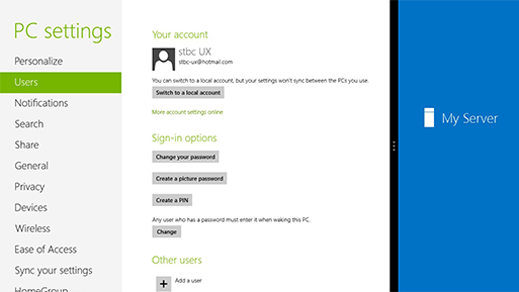 PC settings
Personalize
Users
Notifications
Search
Share
General
Privacy
Devices
Wireless
Ease of Access
Sync your settings
HomeGroup
Your account
stbc UX
stbc-ux@hotmail.com
You can switch to a local account, but your settings won't sync between the PCs you use.
Switch to a local account
More account settings online
Sign-in options
Change your password
Create a picture password
Create a PIN
Any user who has a password must enter it when waking this PC.
Change
Other users
Add a user
My Server